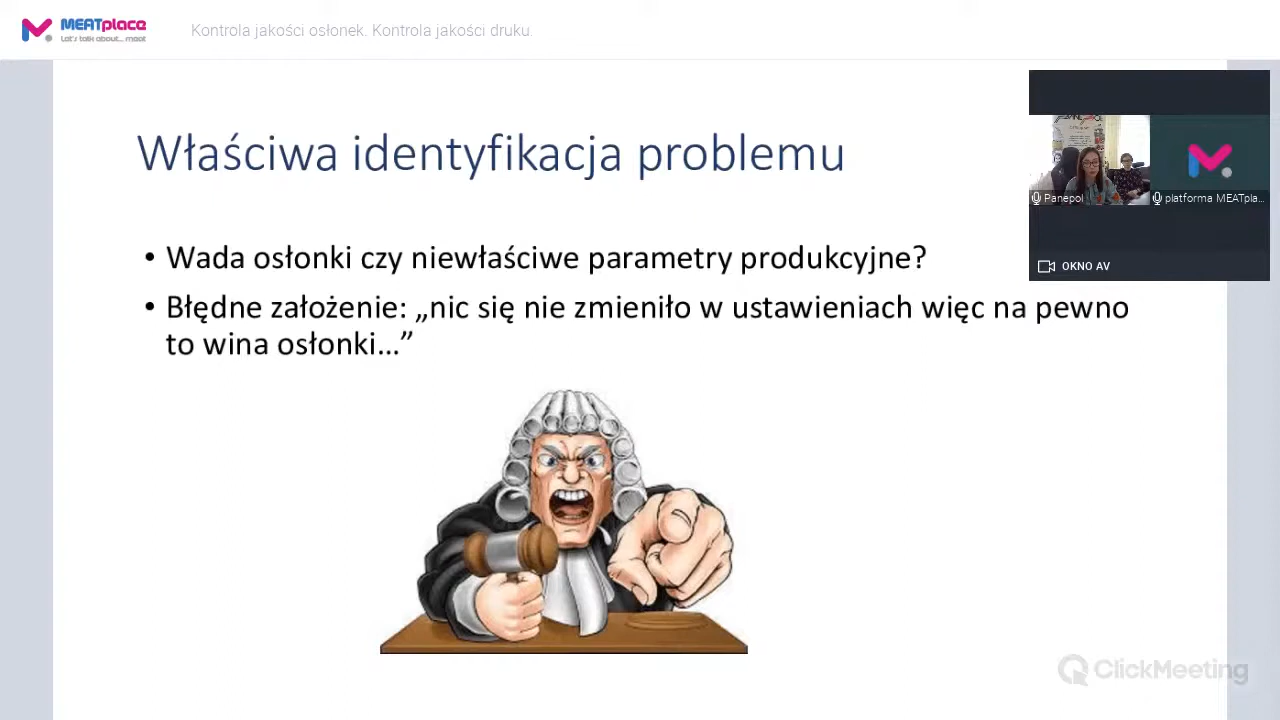 MEATplace
Let's talk about... meat
Kontrola jakości osłonek. Kontrola jakości druku.
Właściwa identyfikacja problemu
• Wada osłonki czy niewłaściwe parametry produkcyjne?
• Błędne założenie: „nic się nie zmieniło w ustawieniach więc na pewno
to wina osłonki…”
Panepol
platforma MEATpla...
OKNO AV
ClickMeeting